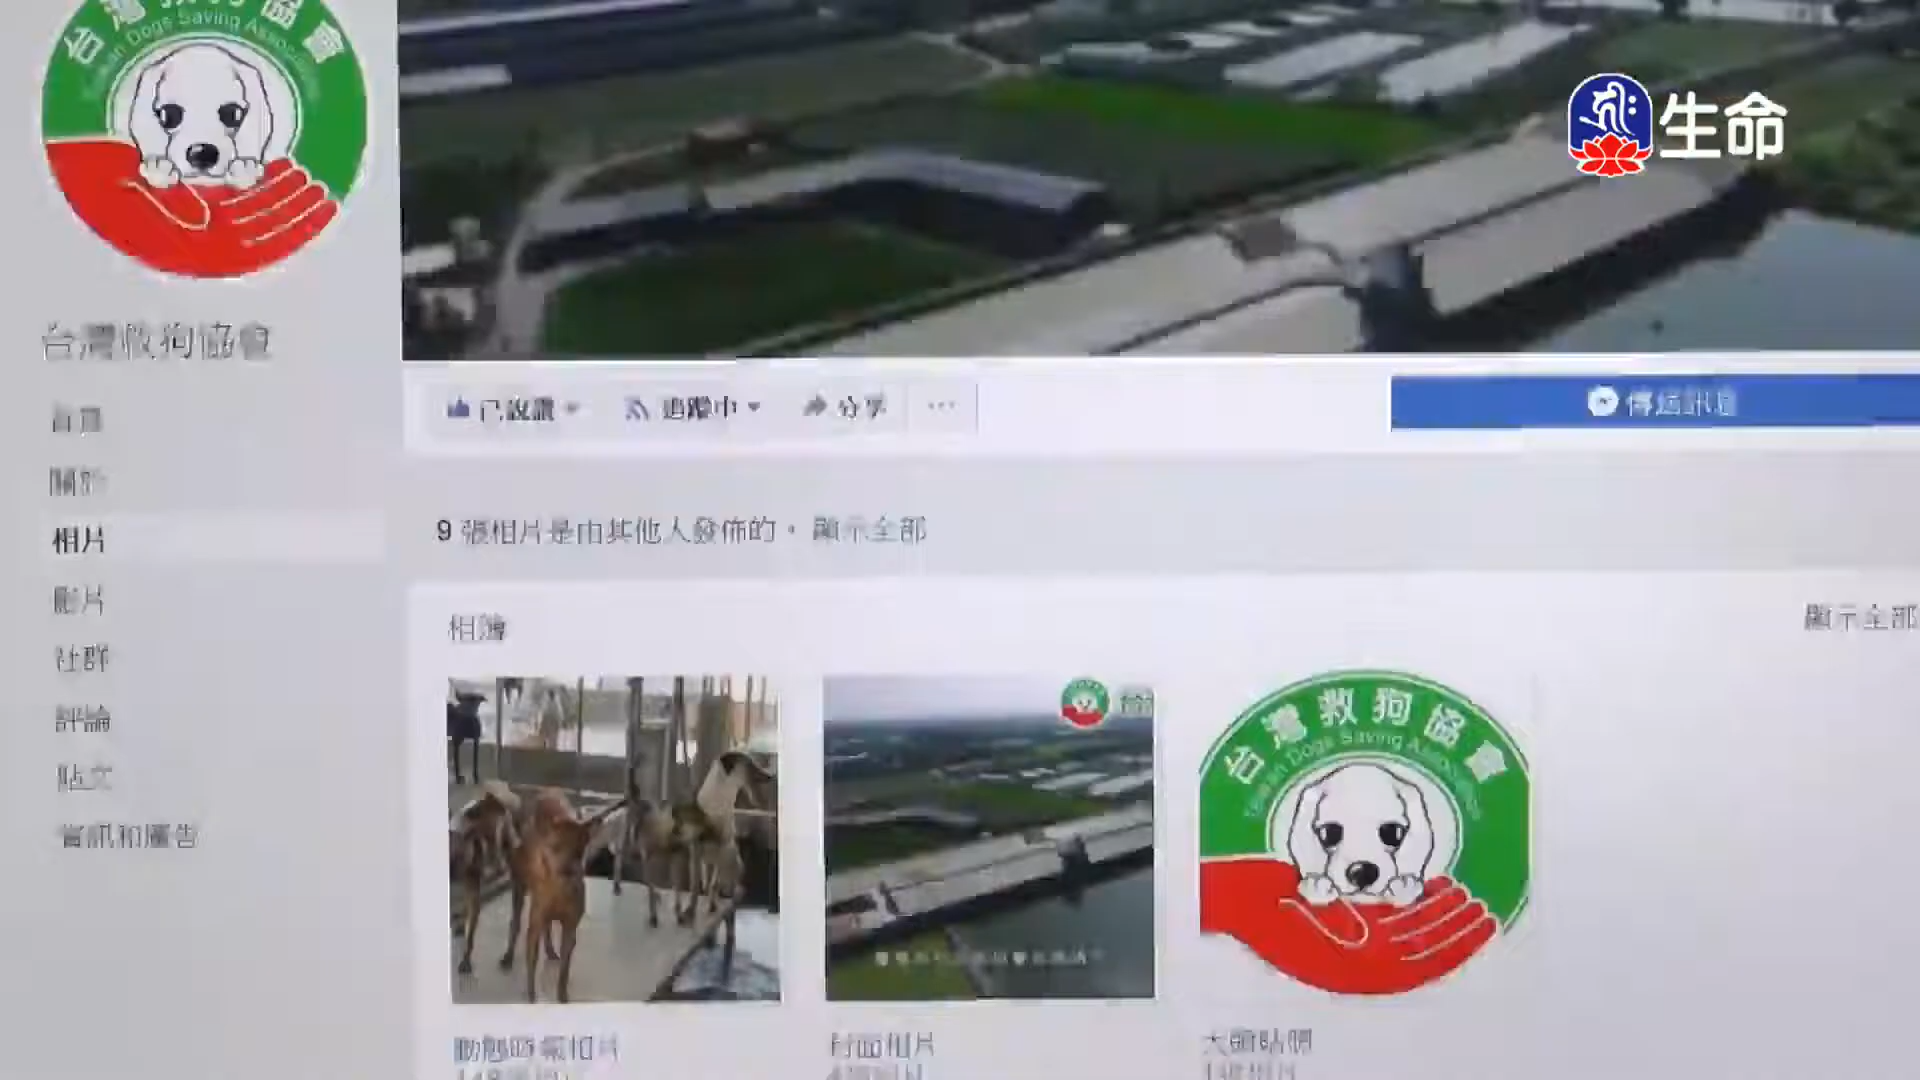 台灣救狗協會
Taiwan Dogs Saving Association
生命
台灣救狗協會
已說讚
追蹤中
分享
傳送訊息
首頁
關於
相片
影片
社群
評論
貼文
資訊和廣告
9 張相片是由其他人發佈的。 顯示全部
相簿
顯示全部
台灣救狗協會
Taiwan Dogs Saving Association
動態時報相片
封面相片
大頭貼照